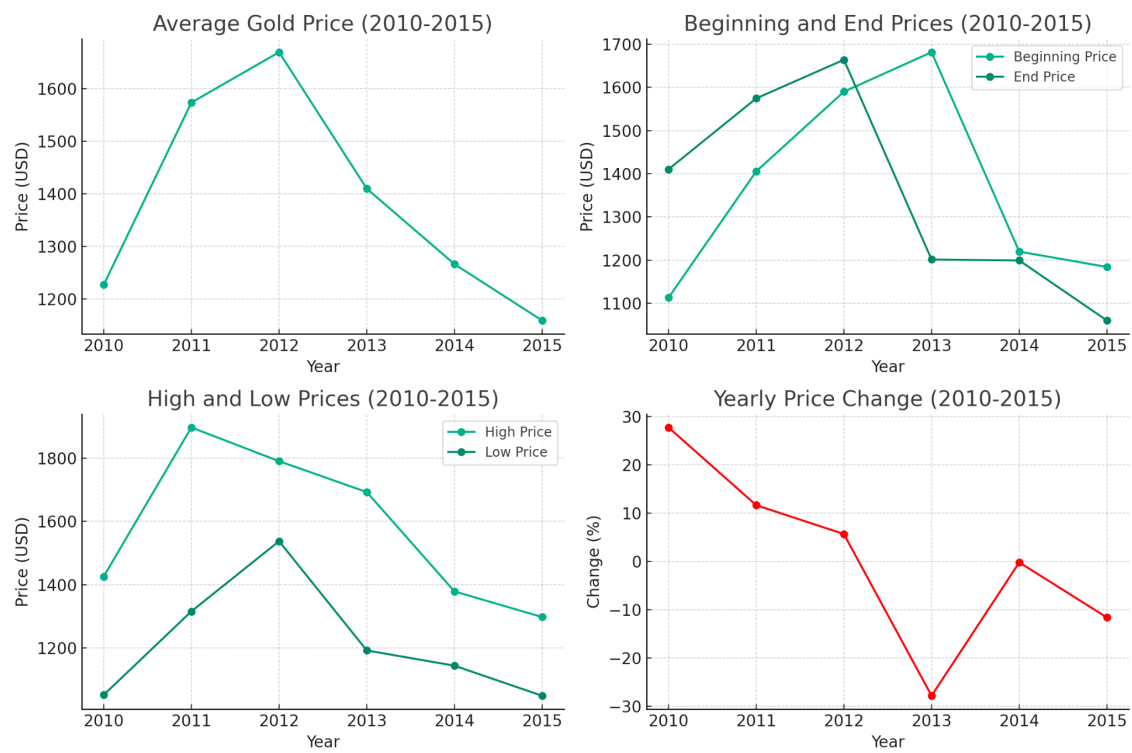 Average Gold Price (2010-2015)
Price (USD)
1600
1500
1400
1300
1200
2010 2011 2012 2013 2014 2015
Year
Beginning and End Prices (2010-2015)
Price (USD)
1700
1600
1500
1400
1300
1200
1100
Beginning Price
End Price
2010 2011 2012 2013 2014 2015
Year
High and Low Prices (2010-2015)
Price (USD)
1800
1600
1400
1200
High Price
Low Price
2010 2011 2012 2013 2014 2015
Year
Yearly Price Change (2010-2015)
Change (%)
30
20
10
0
−10
−20
−30
2010 2011 2012 2013 2014 2015
Year